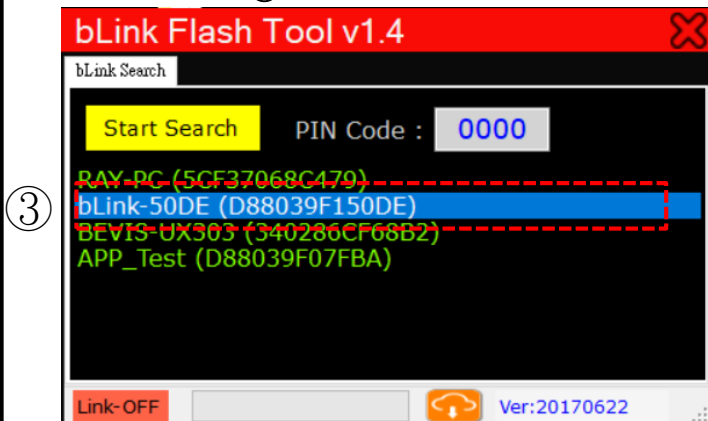 bLink Flash Tool v1.4
bLink Search
Start Search PIN Code : 0000
RAY-PC (5CF37068C479)
③ bLink-50DE (D88039F150DE)
BEVIS-UX303 (340286CF68B2)
APP_Test (D88039F07FBA)
Link-OFF Ver:20170622